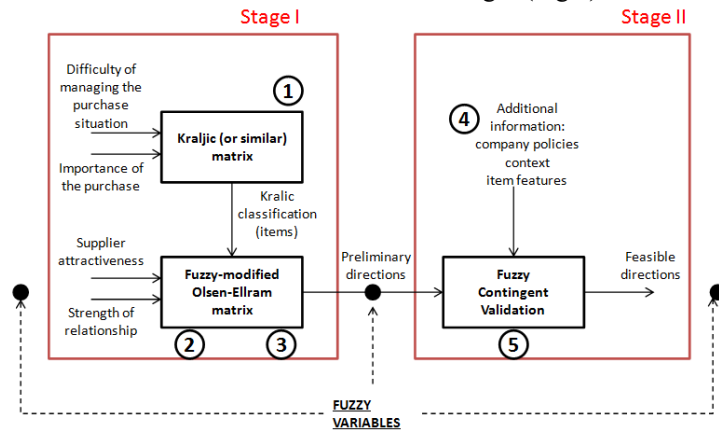 Stage I
Stage II
Difficulty of
managing the
purchase
situation
1
Kraljic (or similar)
matrix
Importance of
the purchase
4
Additional
information:
company policies
context
item features
Kralic
classification
(items)
Supplier
attractiveness
Fuzzy-modified
Olsen-Ellram
matrix
Strength of
relationship
2
3
Preliminary
directions
Fuzzy
Contingent
Validation
5
Feasible
directions
FUZZY
VARIABLES